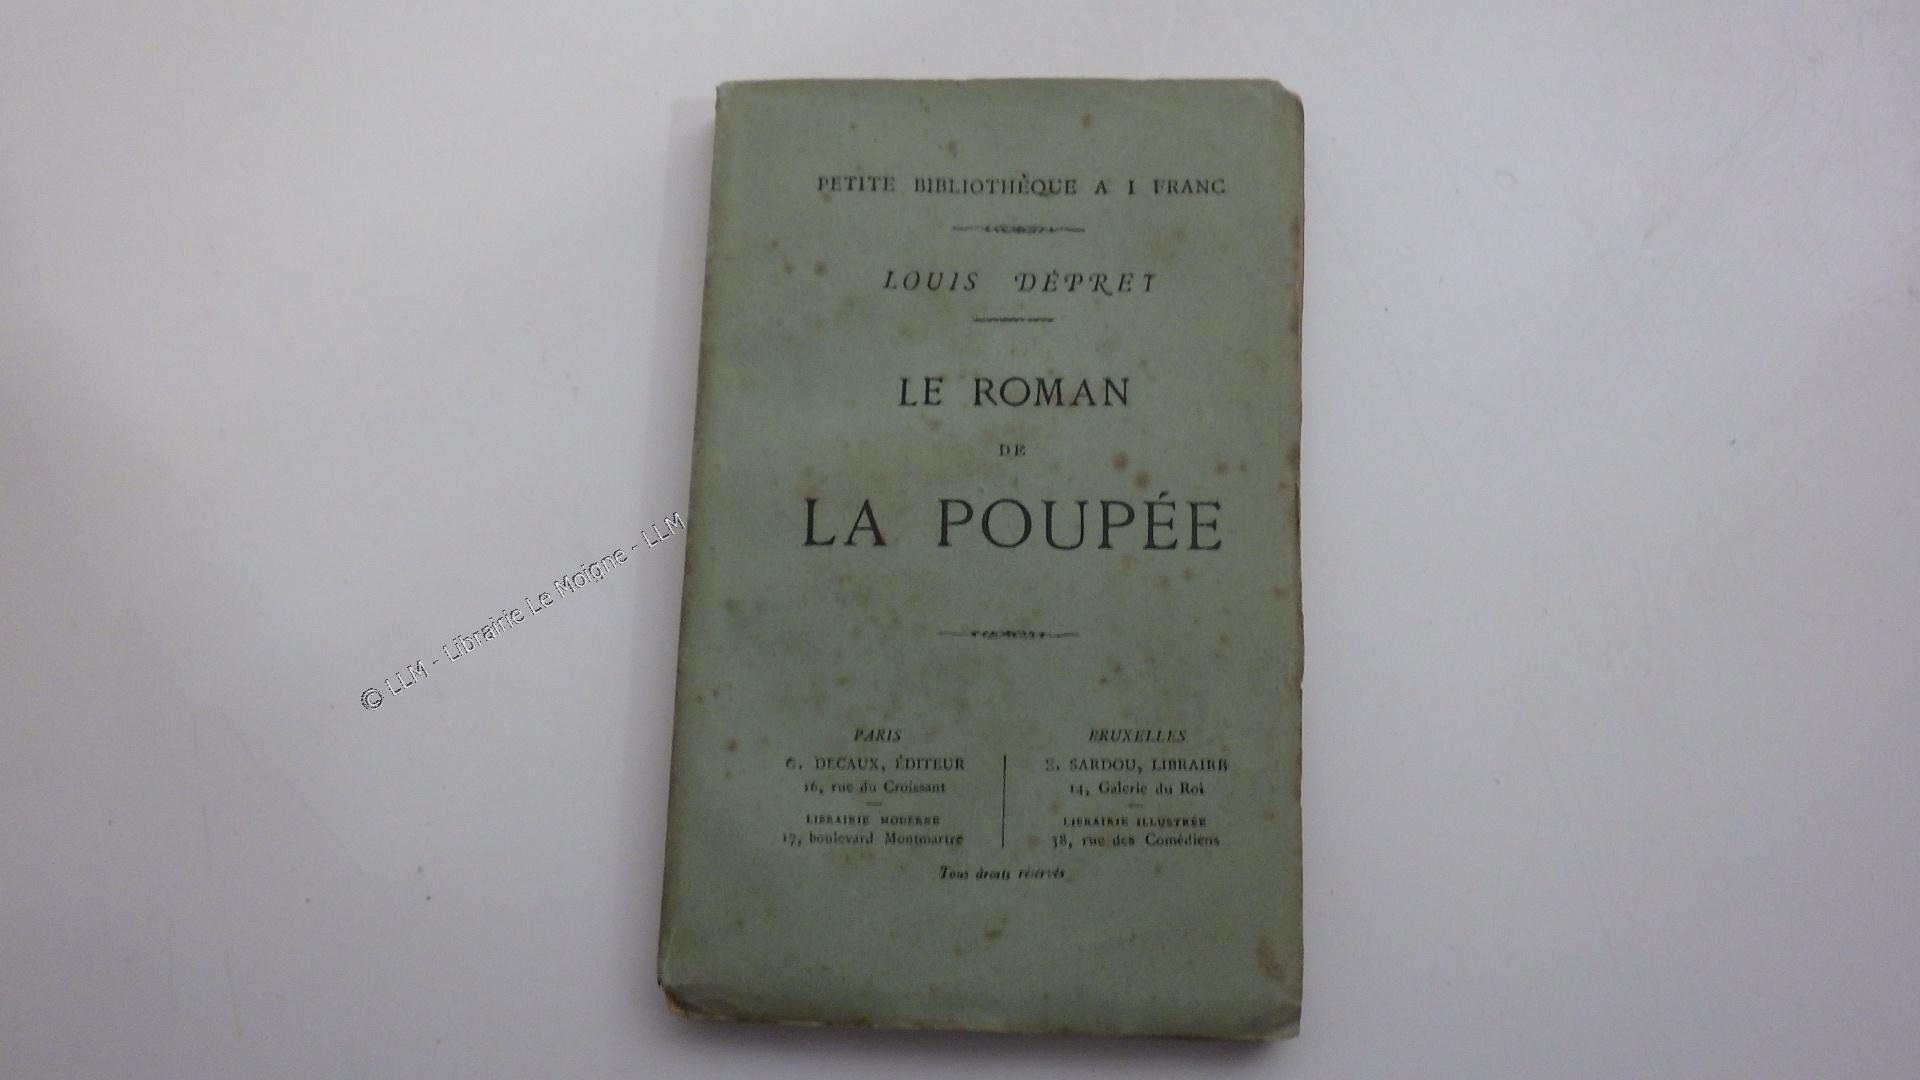 PETITE BIBLIOTHÈQUE A 1 FRANC
LOUIS DÉPRET
LE ROMAN
DE
LA POUPÉE
PARIS
G. DECAUX, ÉDITEUR
16, rue du Croissant
LIBRAIRIE MODERNE
17, boulevard Montmartre
BRUXELLES
E. SARDOU, LIBRAIRE
14, Galerie du Roi
LIBRAIRIE ILLUSTRÉE
38, rue des Comédiens
Tous droits réservés
© LLM - Librairie Le Moigne - LLM